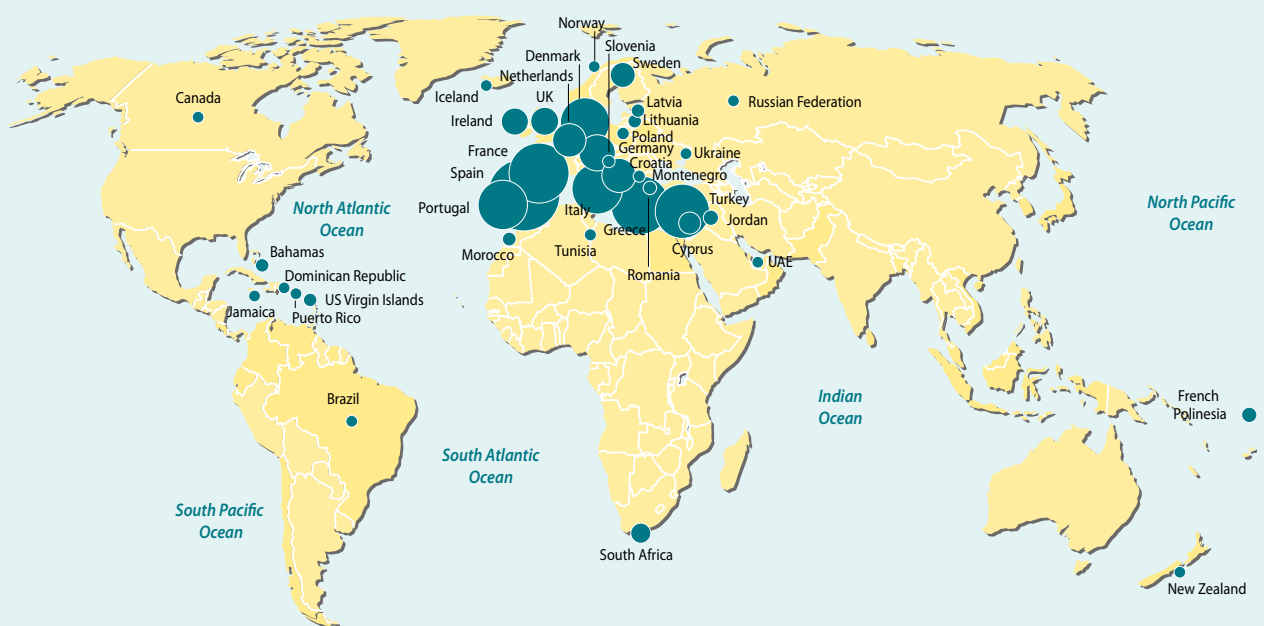 Norway
Slovenia
Denmark
Sweden
Netherlands
Iceland
UK
Canada
Latvia
Russian Federation
Ireland
Lithuania
Poland
France
Germany
Ukraine
Croatia
Spain
Montenegro
Portugal
North Atlantic
Ocean
Italy
Turkey
North Pacific
Ocean
Jordan
Greece
Morocco
Tunisia
Cyprus
Bahamas
UAE
Romania
Dominican Republic
US Virgin Islands
Jamaica
Puerto Rico
Brazil
Indian
Ocean
French
Polinesia
South Atlantic
Ocean
South Pacific
Ocean
South Africa
New Zealand